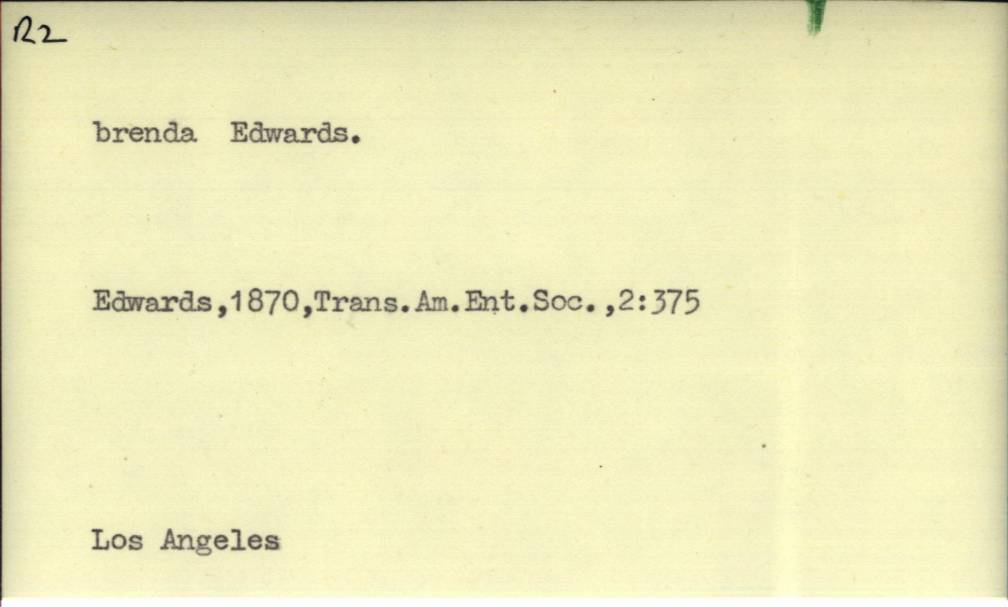 R2
brenda Edwards.
Edwards,1870,Trans.Am.Ent.Soc.,2:375
Los Angeles